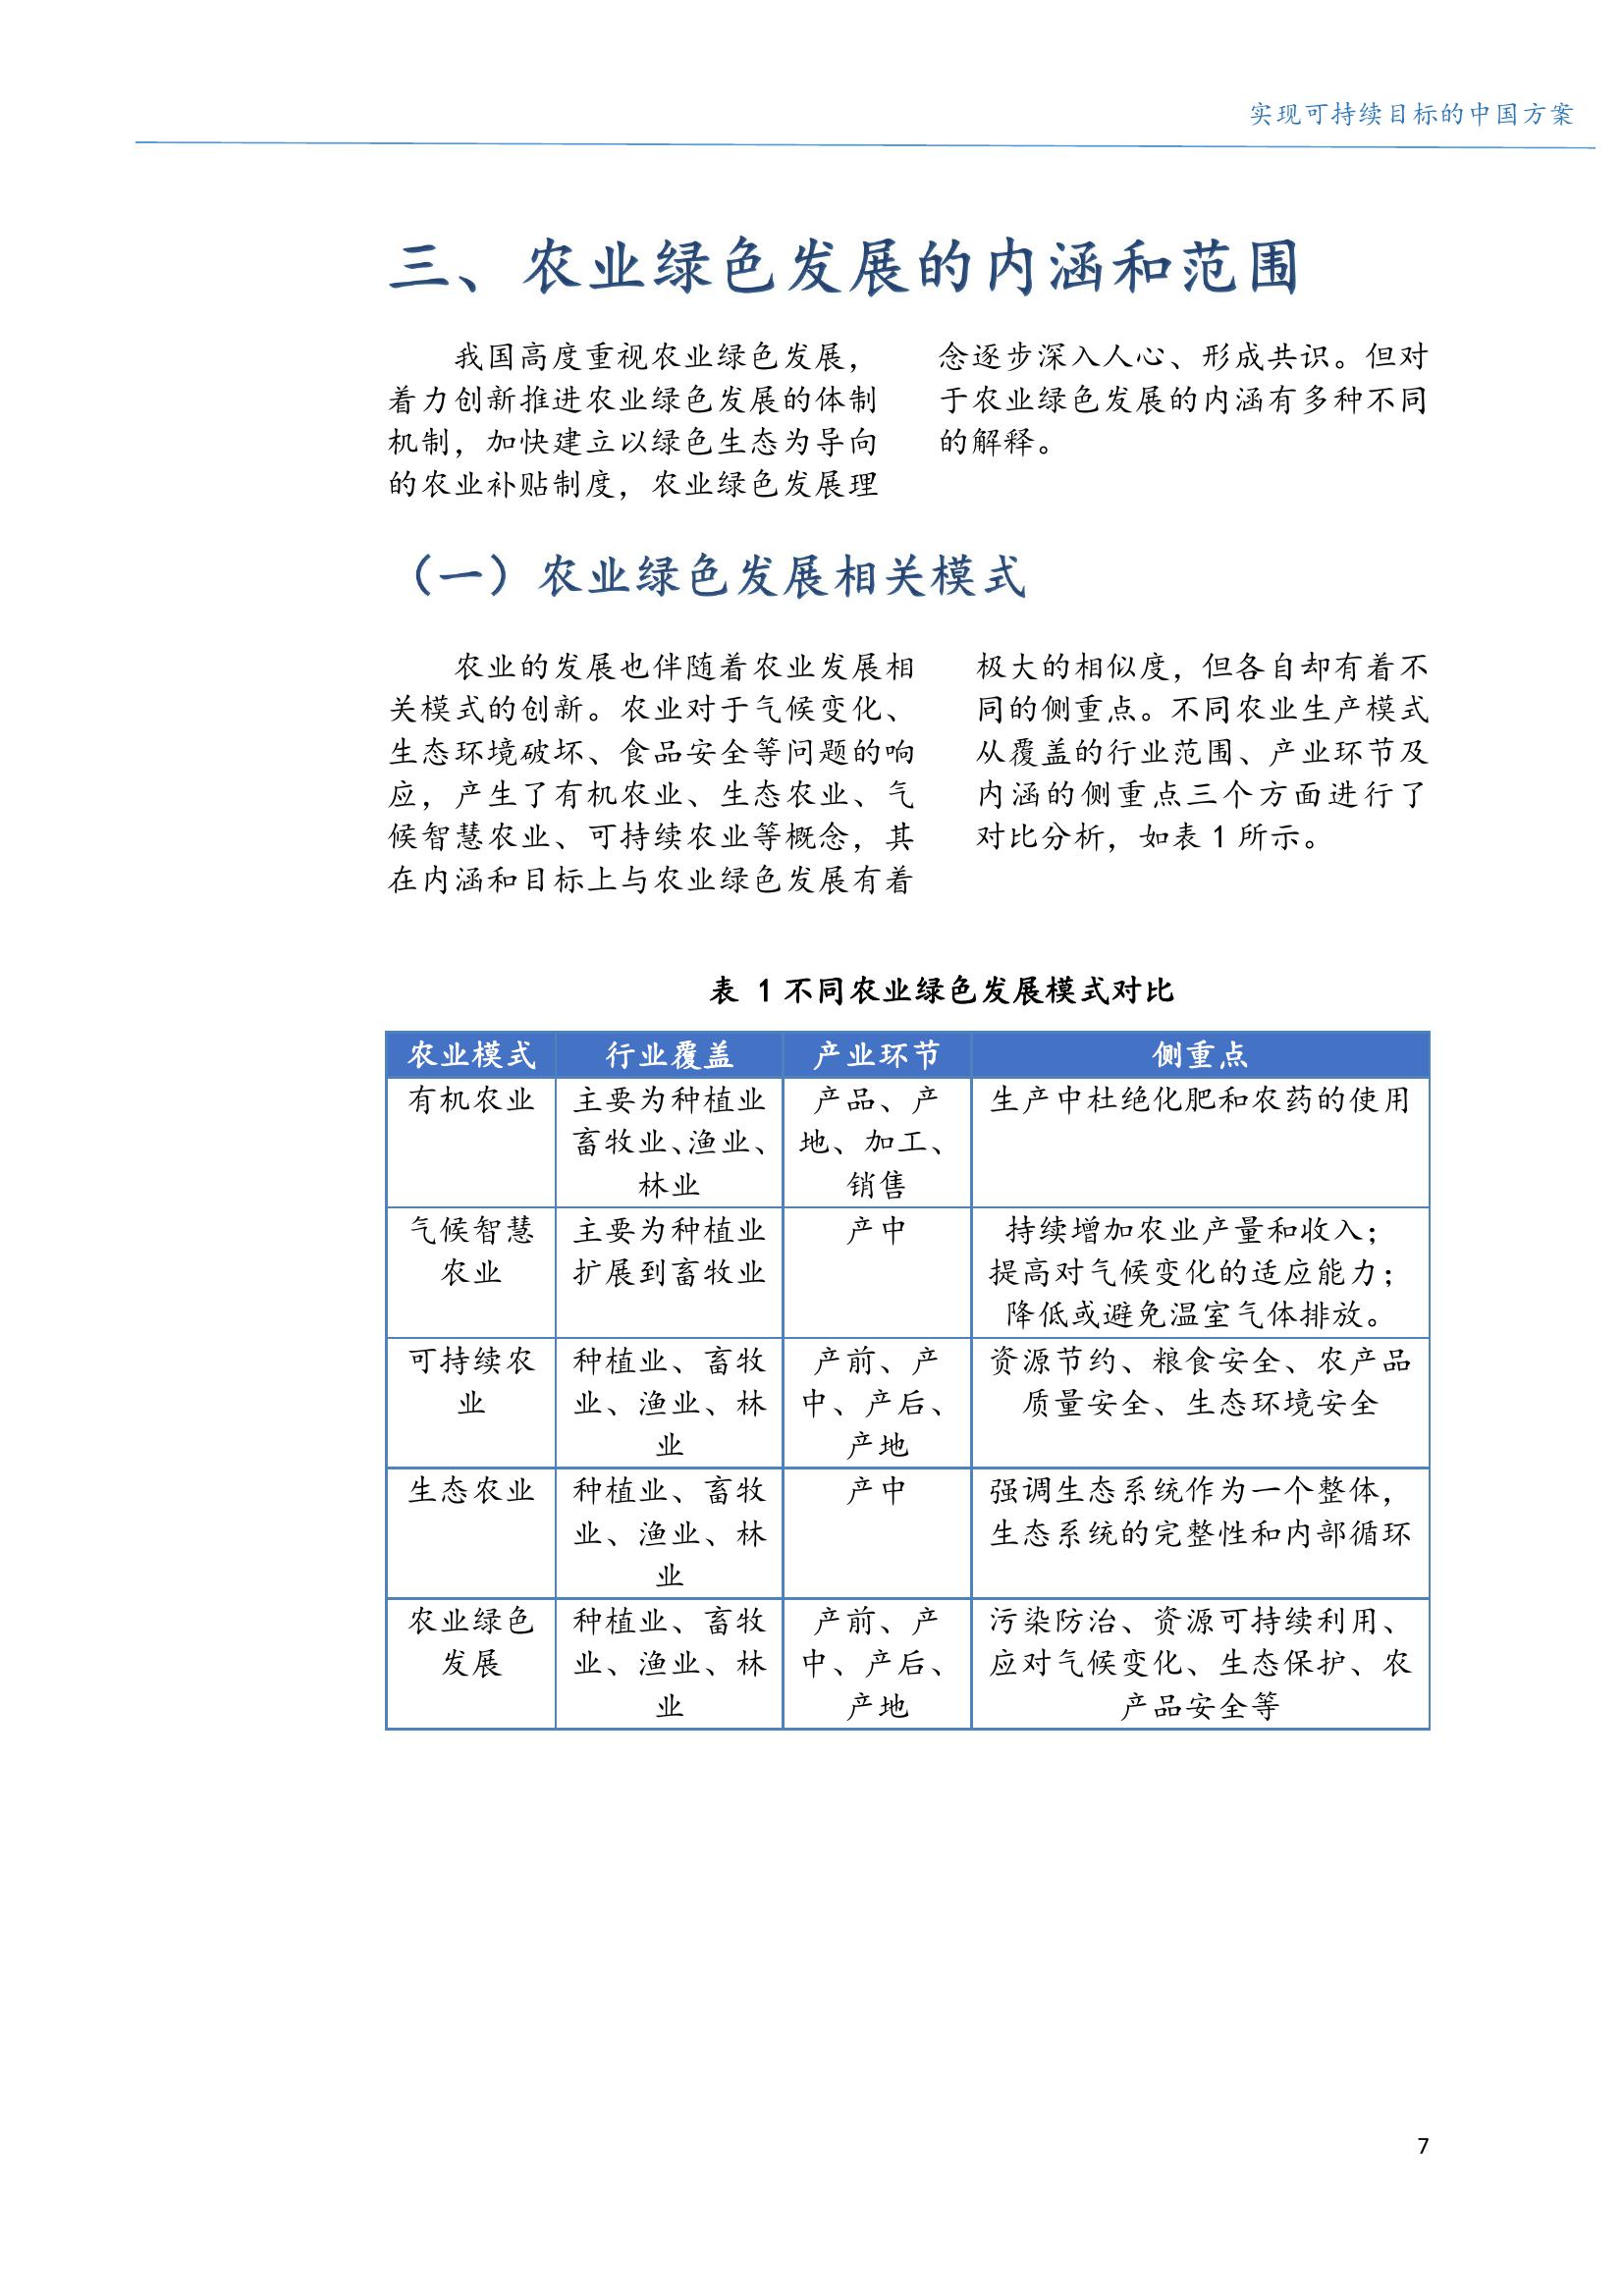 实现可持续目标的中国方案
三、农业绿色发展的内涵和范围
我国高度重视农业绿色发展，
着力创新推进农业绿色发展的体制
机制，加快建立以绿色生态为导向
的农业补贴制度，农业绿色发展理
念逐步深入人心、形成共识。但对
于农业绿色发展的内涵有多种不同
的解释。
（一）农业绿色发展相关模式
农业的发展也伴随着农业发展相
关模式的创新。农业对于气候变化、
生态环境破坏、食品安全等问题的响
应，产生了有机农业、生态农业、气
候智慧农业、可持续农业等概念，其
在内涵和目标上与农业绿色发展有着
极大的相似度，但各自却有着不
同的侧重点。不同农业生产模式
从覆盖的行业范围、产业环节及
内涵的侧重点三个方面进行了
对比分析，如表 1 所示。
表 1 不同农业绿色发展模式对比
农业模式 行业覆盖 产业环节 侧重点
有机农业
主要为种植业
畜牧业、渔业、
林业
产品、产
地、加工、
销售
生产中杜绝化肥和农药的使用
气候智慧
农业
主要为种植业
扩展到畜牧业
产中
持续增加农业产量和收入；
提高对气候变化的适应能力；
降低或避免温室气体排放。
可持续农
业
种植业、畜牧
业、渔业、林
业
产前、产
中、产后、
产地
资源节约、粮食安全、农产品
质量安全、生态环境安全
生态农业
种植业、畜牧
业、渔业、林
业
产中
强调生态系统作为一个整体，
生态系统的完整性和内部循环
农业绿色
发展
种植业、畜牧
业、渔业、林
业
产前、产
中、产后、
产地
污染防治、资源可持续利用、
应对气候变化、生态保护、农
产品安全等
7